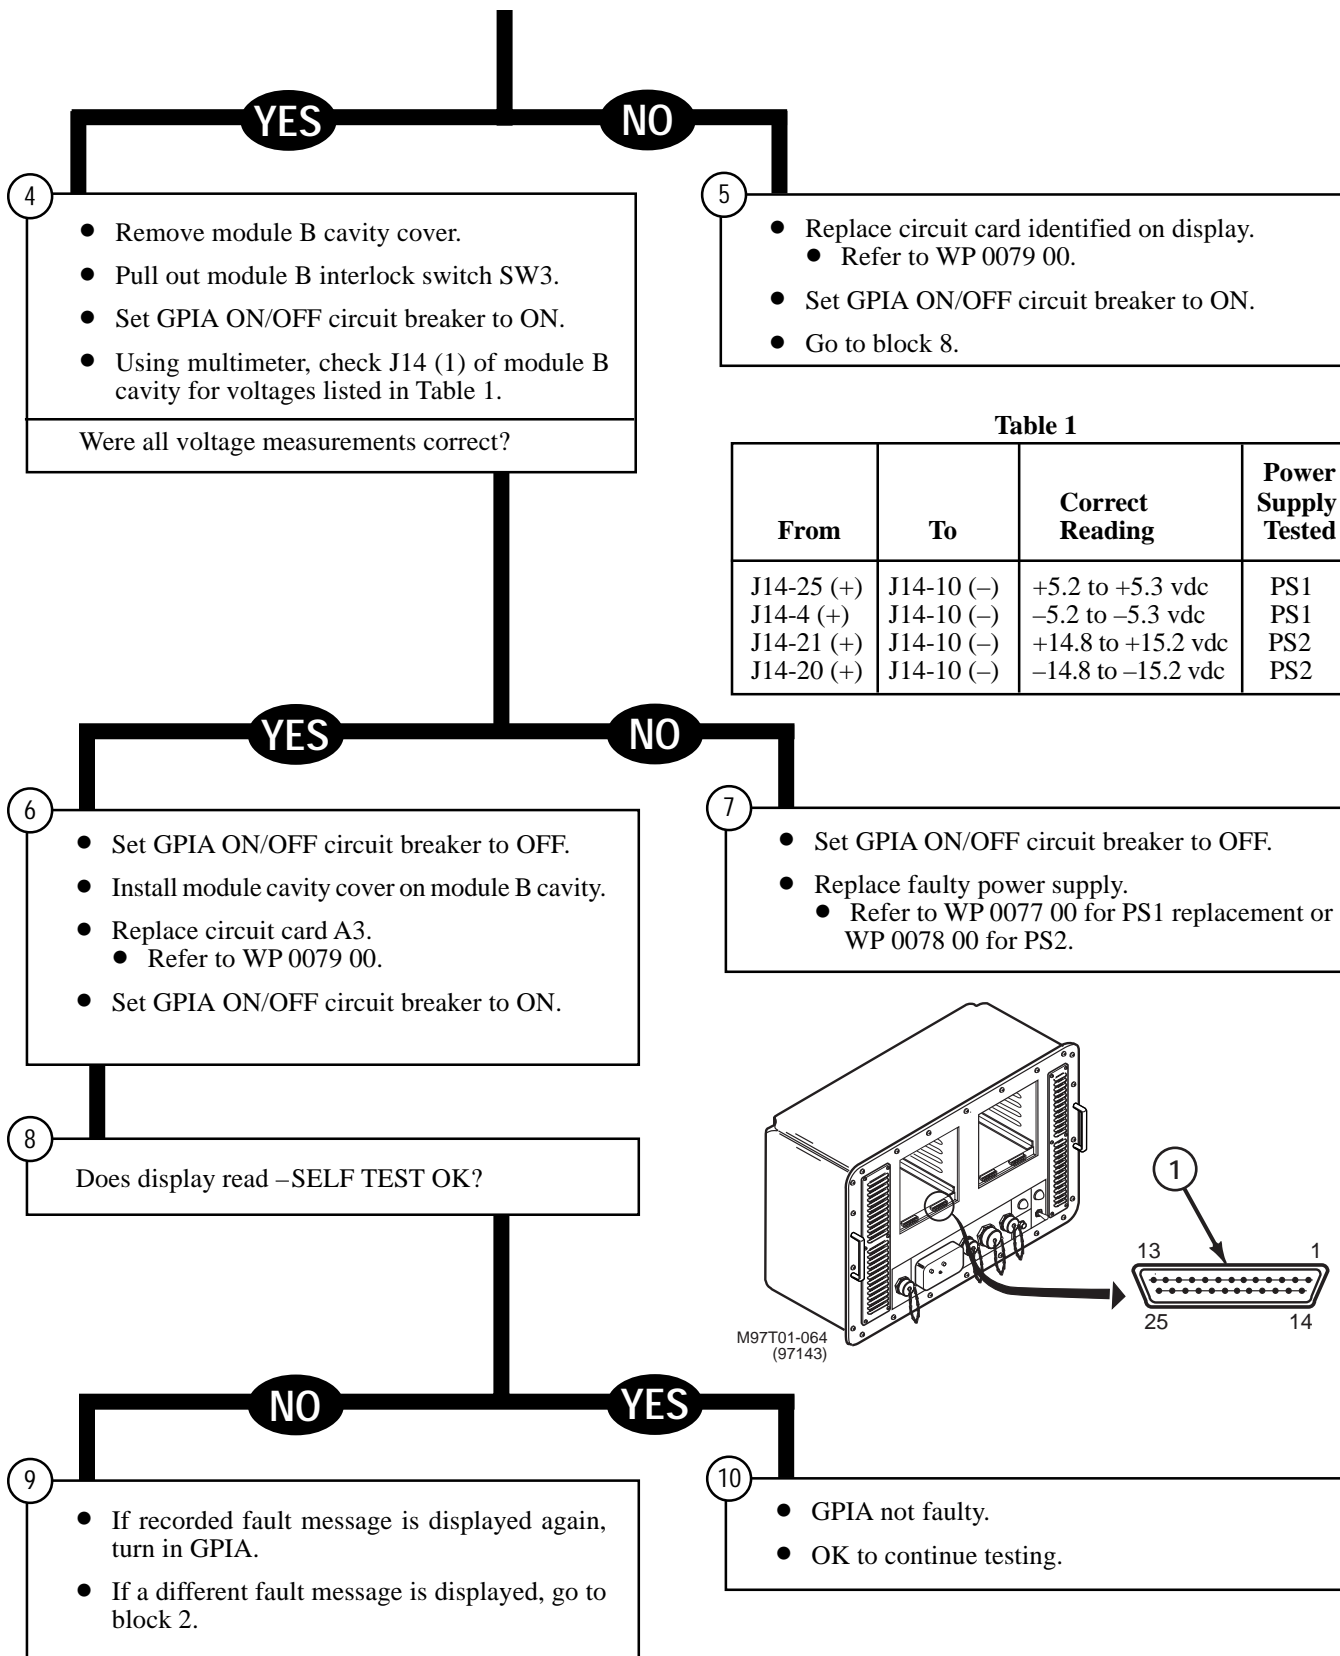 YES
NO
4
● Remove module B cavity cover.
● Pull out module B interlock switch SW3.
● Set GPIA ON/OFF circuit breaker to ON.
● Using multimeter, check J14 (1) of module B
cavity for voltages listed in Table 1.
Were all voltage measurements correct?
5
● Replace circuit card identified on display.
● Refer to WP 0079 00.
● Set GPIA ON/OFF circuit breaker to ON.
● Go to block 8.
Table 1
From To Correct Reading Power Supply Tested
J14-25 (+) J14-10 (–) +5.2 to +5.3 vdc PS1
J14-4 (+) J14-10 (–) –5.2 to –5.3 vdc PS1
J14-21 (+) J14-10 (–) +14.8 to +15.2 vdc PS2
J14-20 (+) J14-10 (–) –14.8 to –15.2 vdc PS2
YES
NO
6
● Set GPIA ON/OFF circuit breaker to OFF.
● Install module cavity cover on module B cavity.
● Replace circuit card A3.
● Refer to WP 0079 00.
● Set GPIA ON/OFF circuit breaker to ON.
7
● Set GPIA ON/OFF circuit breaker to OFF.
● Replace faulty power supply.
● Refer to WP 0077 00 for PS1 replacement or
WP 0078 00 for PS2.
8
Does display read –SELF TEST OK?
1
13 1
25 14
M97T01-064
(97143)
NO
YES
9
● If recorded fault message is displayed again,
turn in GPIA.
● If a different fault message is displayed, go to
block 2.
10
● GPIA not faulty.
● OK to continue testing.